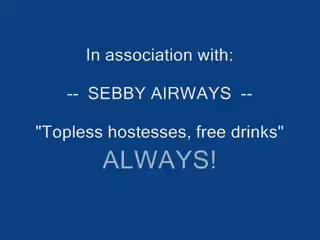 In association with:
--  SEBBY AIRWAYS  --
"Topless hostesses, free drinks"
ALWAYS!